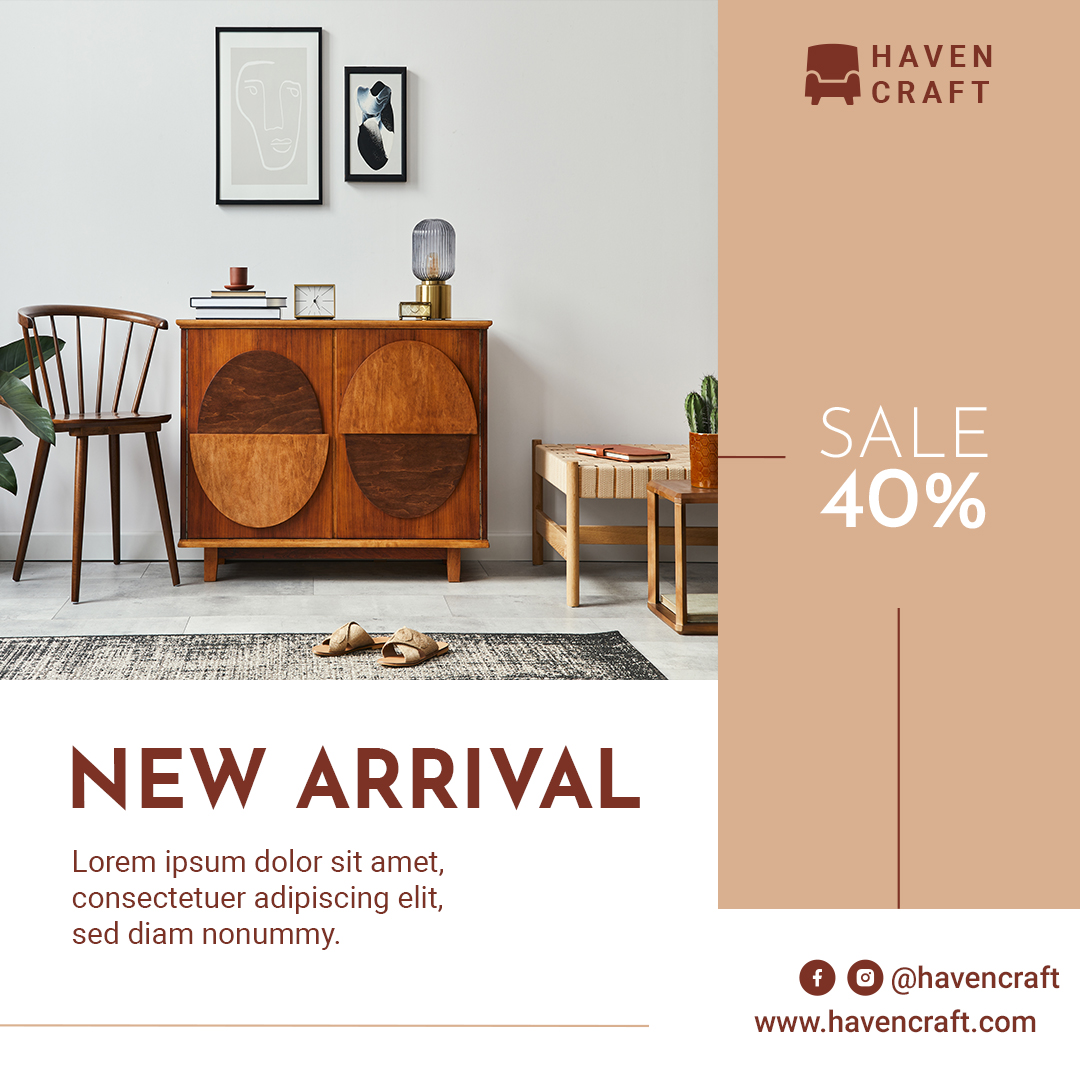 HAVEN
CRAFT
SALE
40%
NEW ARRIVAL
Lorem ipsum dolor sit amet,
consectetuer adipiscing elit,
sed diam nonummy.
@havencraft
www.havencraft.com